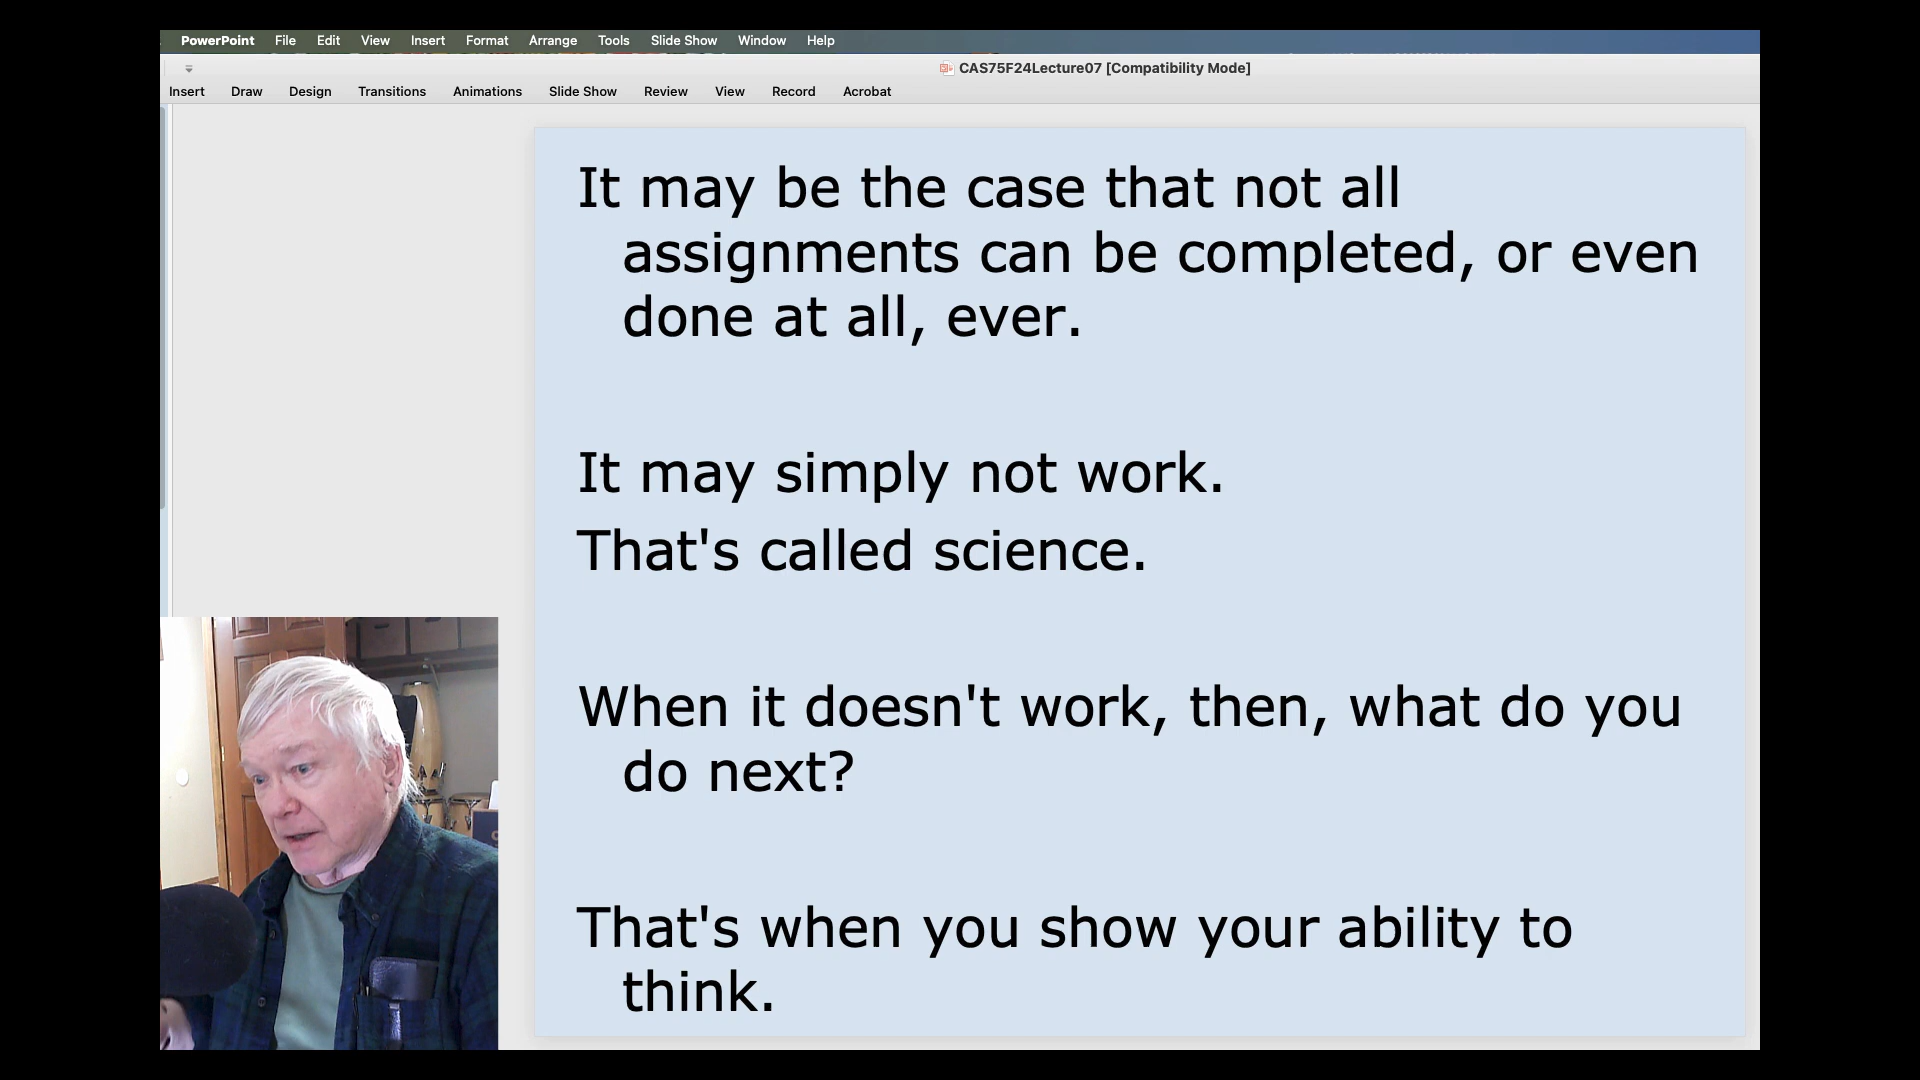 PowerPoint File Edit View Insert Format Arrange Tools Slide Show Window Help
CAS75F24Lecture07 [Compatibility Mode]
Insert Draw Design Transitions Animations Slide Show Review View Record Acrobat
It may be the case that not all
assignments can be completed, or even
done at all, ever.
It may simply not work.
That's called science.
When it doesn't work, then, what do you
do next?
That's when you show your ability to
think.